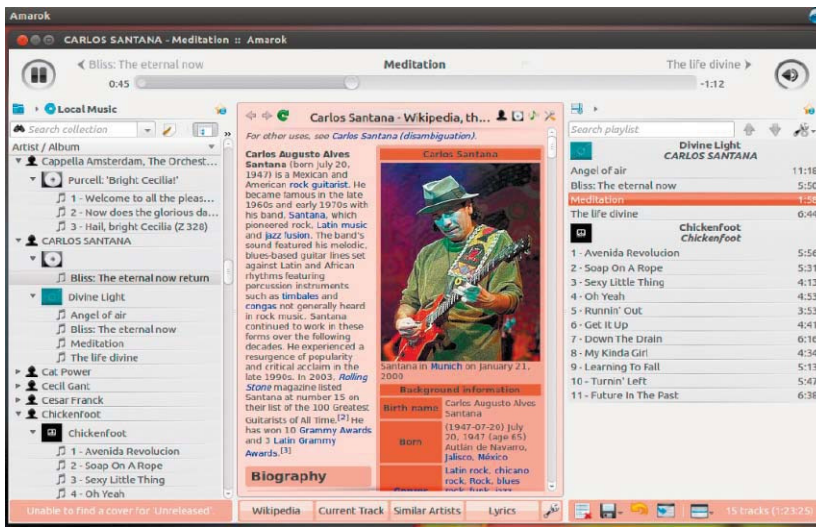 Amarok
CARLOS SANTANA - Meditation :: Amarok
Bliss: The eternal now
Meditation
The life divine
0:45
-1:12
Local Music
Search collection
»
Artist / Album
Cappella Amsterdam, The Orchest...
Purcell: 'Bright Cecilia!'
1 - Welcome to all the pleas...
2 - Now does the glorious da...
3 - Hail, bright Cecilia (Z 328)
CARLOS SANTANA
Bliss: The eternal now return
Divine Light
Angel of air
Bliss: The eternal now
Meditation
The life divine
Cat Power
Cecil Gant
Cesar Franck
Chickenfoot
Chickenfoot
1 - Avenida Revolucion
2 - Soap On A Rope
3 - Sexy Little Thing
4 - Oh Yeah
Unable to find a cover for 'Unreleased'.
Carlos Santana - Wikipedia, th...
For other uses, see Carlos Santana (disambiguation).
Carlos Augusto Alves
Santana (born July 20,
1947) is a Mexican and
American rock guitarist. He
became famous in the late
1960s and early 1970s with
his band, Santana, which
pioneered rock, Latin music
and jazz fusion. The band's
sound featured his melodic,
blues-based guitar lines set
against Latin and African
rhythms featuring
percussion instruments
such as timbales and
congas not generally heard
in rock music. Santana
continued to work in these
forms over the following
decades. He experienced a
resurgence of popularity
and critical acclaim in the
late 1990s. In 2003, Rolling
Stone magazine listed
Santana at number 15 on
their list of the 100 Greatest
Guitarists of All Time.[2] He
has won 10 Grammy Awards
and 3 Latin Grammy
Awards.[3]
Biography
Carlos Santana
Santana in Munich on January 21,
2000
Background information
Birth name Carlos Augusto Alves
Santana
(1947-07-20) July
Born 20, 1947 (age 65)
Autlán de Navarro,
Jalisco, México
Latin rock, chicano
rock, Rock, blues
rock, funk, jazz
Genres
Wikipedia
Current Track
Similar Artists
Lyrics
Search playlist
Divine Light
CARLOS SANTANA
Angel of air 11:18
Bliss: The eternal now 5:50
Meditation 1:58
The life divine 6:44
Chickenfoot
Chickenfoot
1 - Avenida Revolucion 5:56
2 - Soap On A Rope 5:31
3 - Sexy Little Thing 4:13
4 - Oh Yeah 4:53
5 - Runnin' Out 3:53
6 - Get It Up 4:41
7 - Down The Drain 6:16
8 - My Kinda Girl 4:34
9 - Learning To Fall 5:13
10 - Turnin' Left 5:47
11 - Future In The Past 6:38
15 tracks (1:23:25)